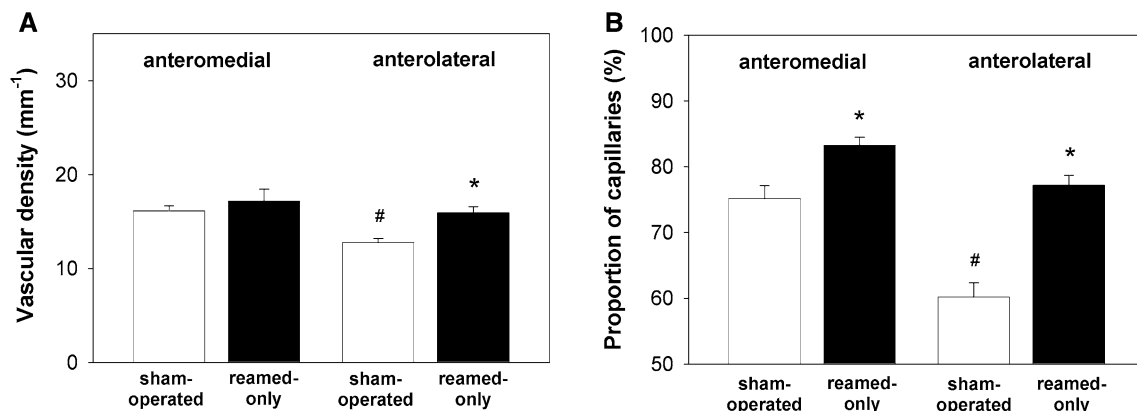 A
Vascular density (mm⁻¹)
30
20
10
0
anteromedial
anterolateral
#
*
sham-
operated
reamed-
only
sham-
operated
reamed-
only
B
Proportion of capillaries (%)
100
90
80
70
60
50
anteromedial
anterolateral
*
#
*
sham-
operated
reamed-
only
sham-
operated
reamed-
only